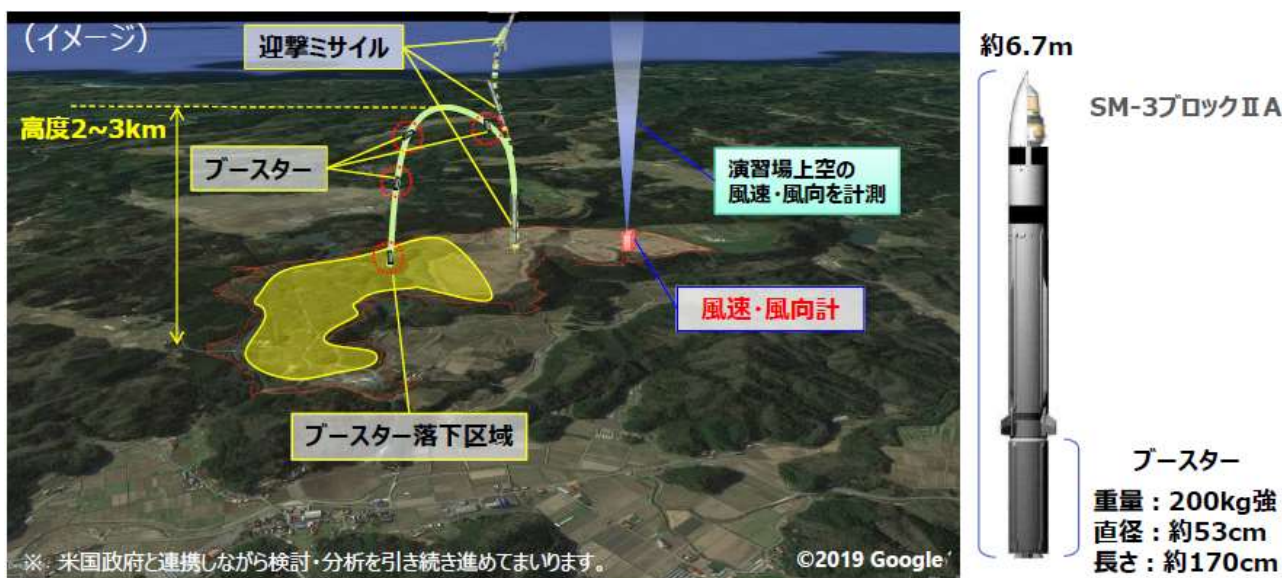 （イメージ）
迎撃ミサイル
高度2~3km
ブースター
演習場上空の
風速・風向を計測
風速・風向計
ブースター落下区域
※ 米国政府と連携しながら検討・分析を引き続き進めてまいります。
©2019 Google
約6.7m
SM-3ブロックⅡA
ブースター
重量：200kg強
直径：約53cm
長さ：約170cm